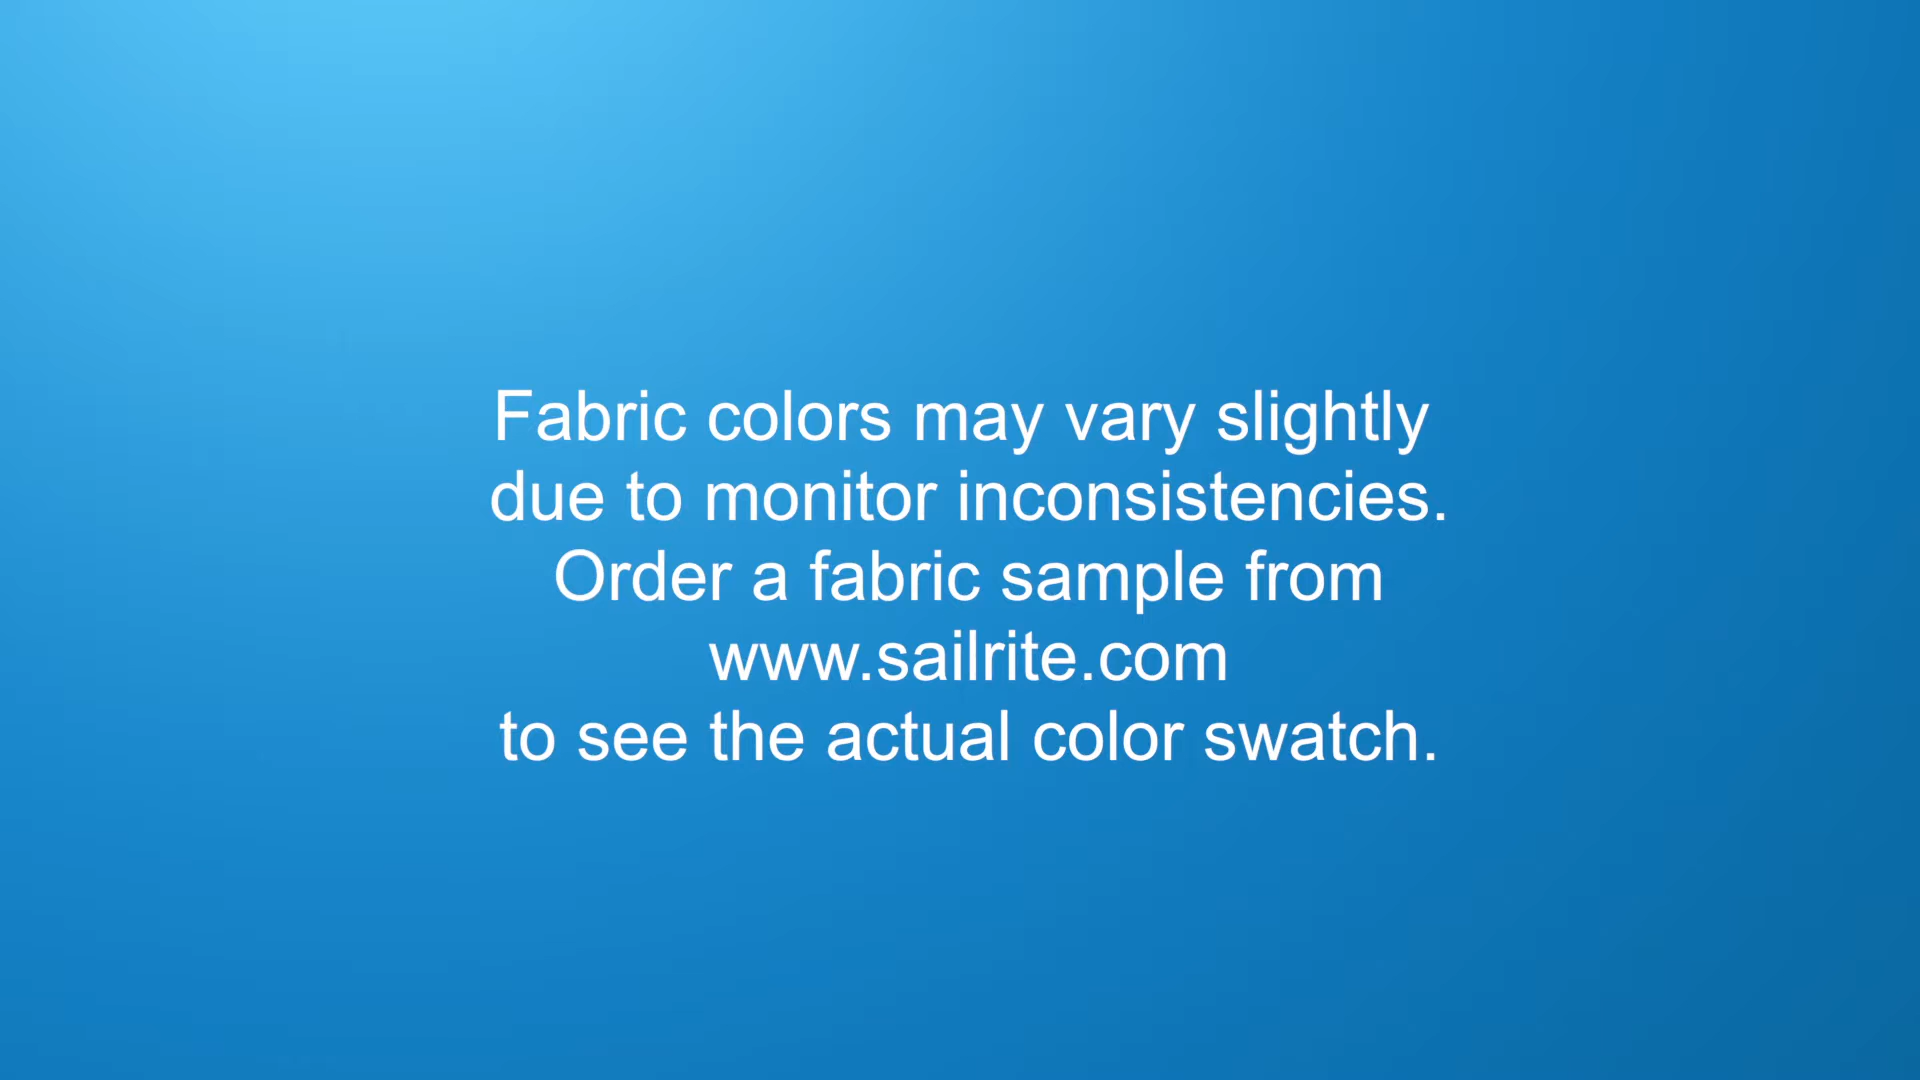 Fabric colors may vary slightly
due to monitor inconsistencies.
Order a fabric sample from
www.sailrite.com
to see the actual color swatch.